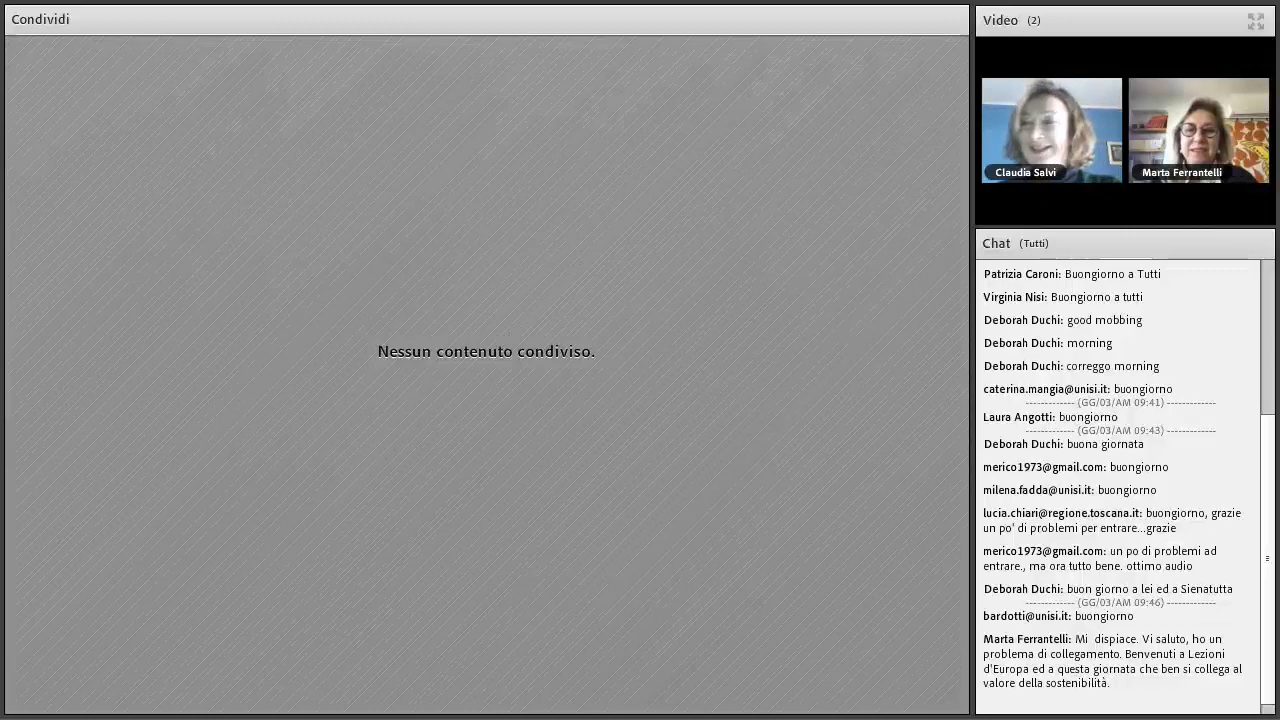 Condividi
Nessun contenuto condiviso.
Video (2)
Claudia Salvi
Marta Ferrantelli
Chat (Tutti)
Patrizia Caroni: Buongiorno a Tutti
Virginia Nisi: Buongiorno a tutti
Deborah Duchi: good mobbing
Deborah Duchi: morning
Deborah Duchi: correggo morning
caterina.mangia@unisi.it: buongiorno
------------- (GG/03/AM 09:41) -------------
Laura Angotti: buongiorno
------------- (GG/03/AM 09:43) -------------
Deborah Duchi: buona giornata
merico1973@gmail.com: buongiorno
milena.fadda@unisi.it: buongiorno
lucia.chiari@regione.toscana.it: buongiorno, grazie
un po' di problemi per entrare...grazie
merico1973@gmail.com: un po di problemi ad
entrare., ma ora tutto bene. ottimo audio
Deborah Duchi: buon giorno a lei ed a Sienatutta
------------- (GG/03/AM 09:46) -------------
bardotti@unisi.it: buongiorno
Marta Ferrantelli: Mi dispiace. Vi saluto, ho un
problema di collegamento. Benvenuti a Lezioni
d'Europa ed a questa giornata che ben si collega al
valore della sostenibilità.